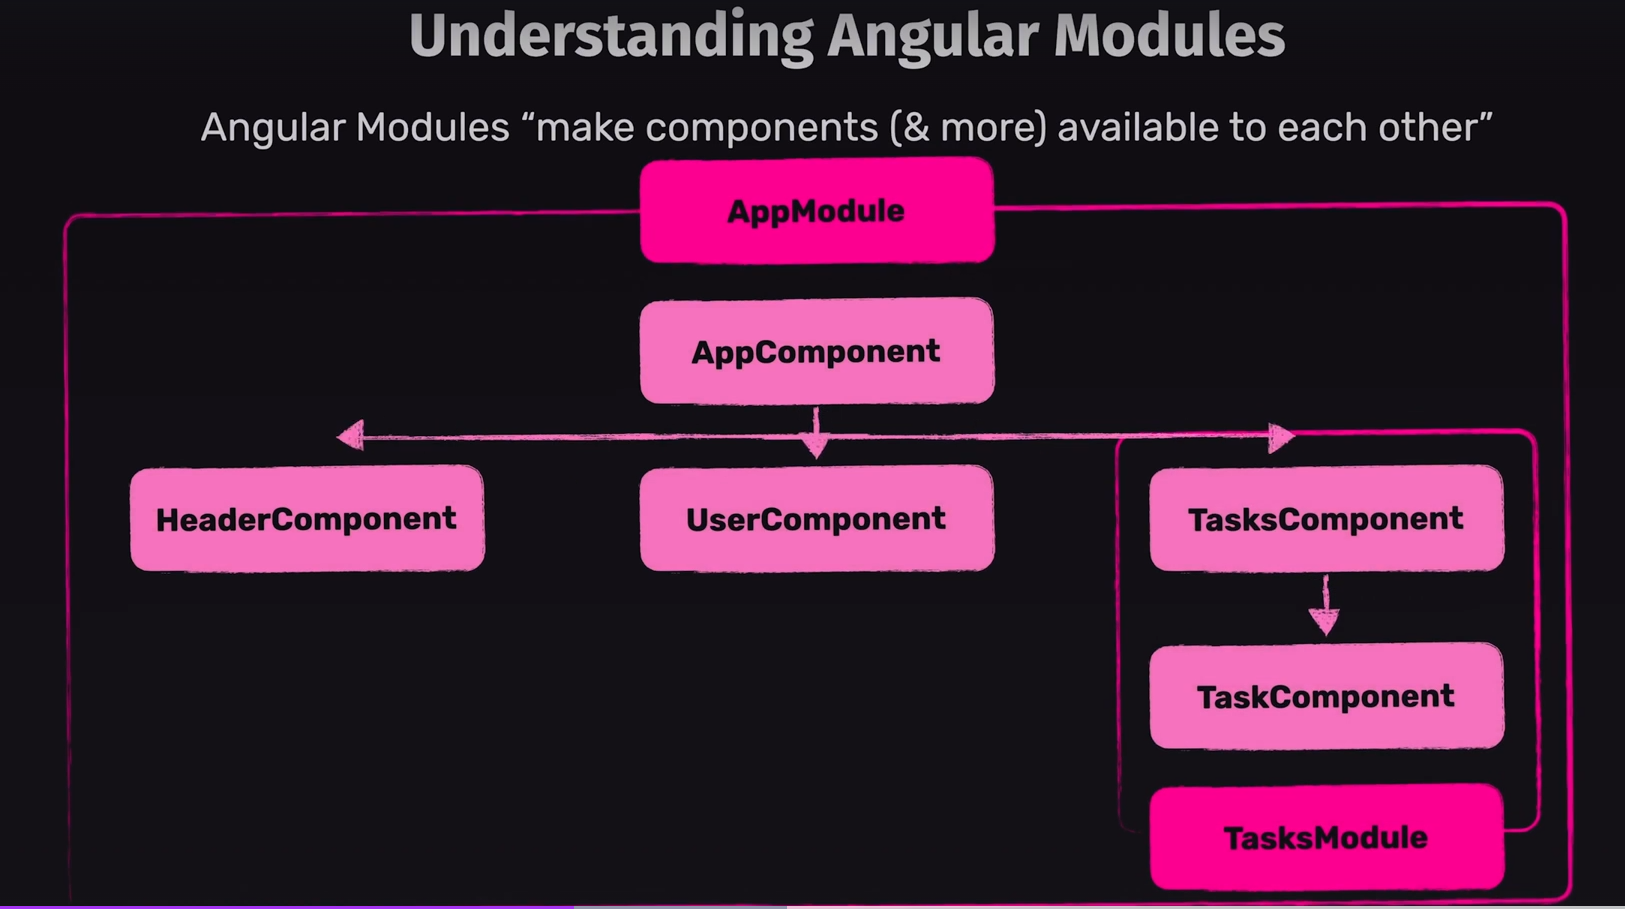 Understanding Angular Modules
Angular Modules “make components (& more) available to each other”
AppModule
AppComponent
HeaderComponent
UserComponent
TasksComponent
TaskComponent
TasksModule